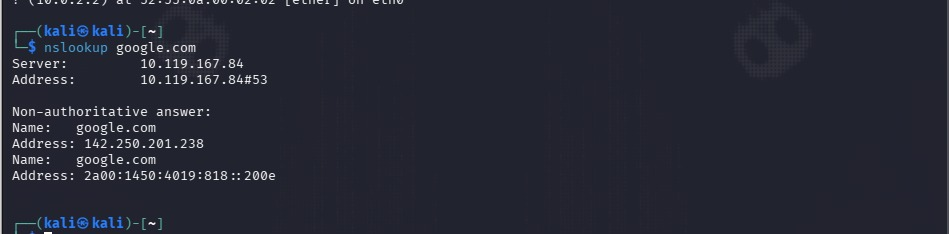 ? (10.0.2.2) at 52:55:0a:00:02:02 [ether] on eth0
┌──(kali㉿kali)-[~]
└─$ nslookup google.com
Server:         10.119.167.84
Address:        10.119.167.84#53
Non-authoritative answer:
Name:   google.com
Address: 142.250.201.238
Name:   google.com
Address: 2a00:1450:4019:818::200e
┌──(kali㉿kali)-[~]